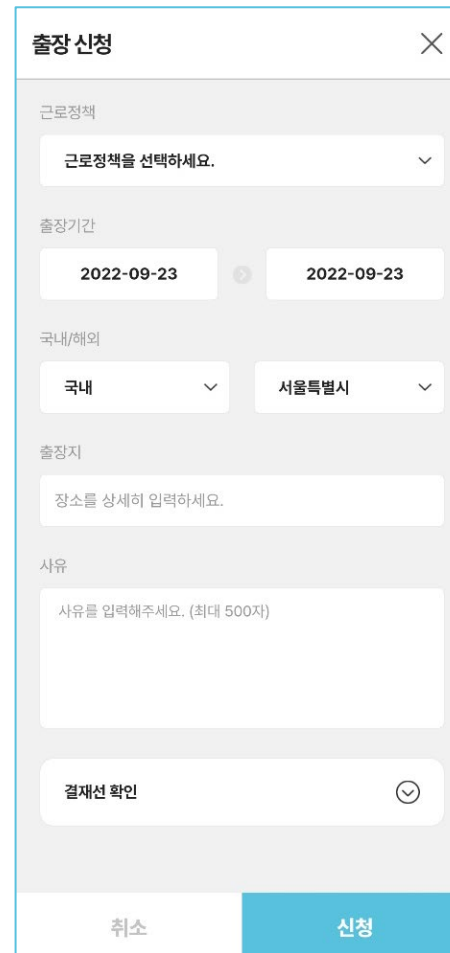 출장 신청
근로정책
근로정책을 선택하세요.
출장기간
2022-09-23 2022-09-23
국내/해외
국내 서울특별시
출장지
장소를 상세히 입력하세요.
사유
사유를 입력해주세요. (최대 500자)
결재선 확인
취소 신청